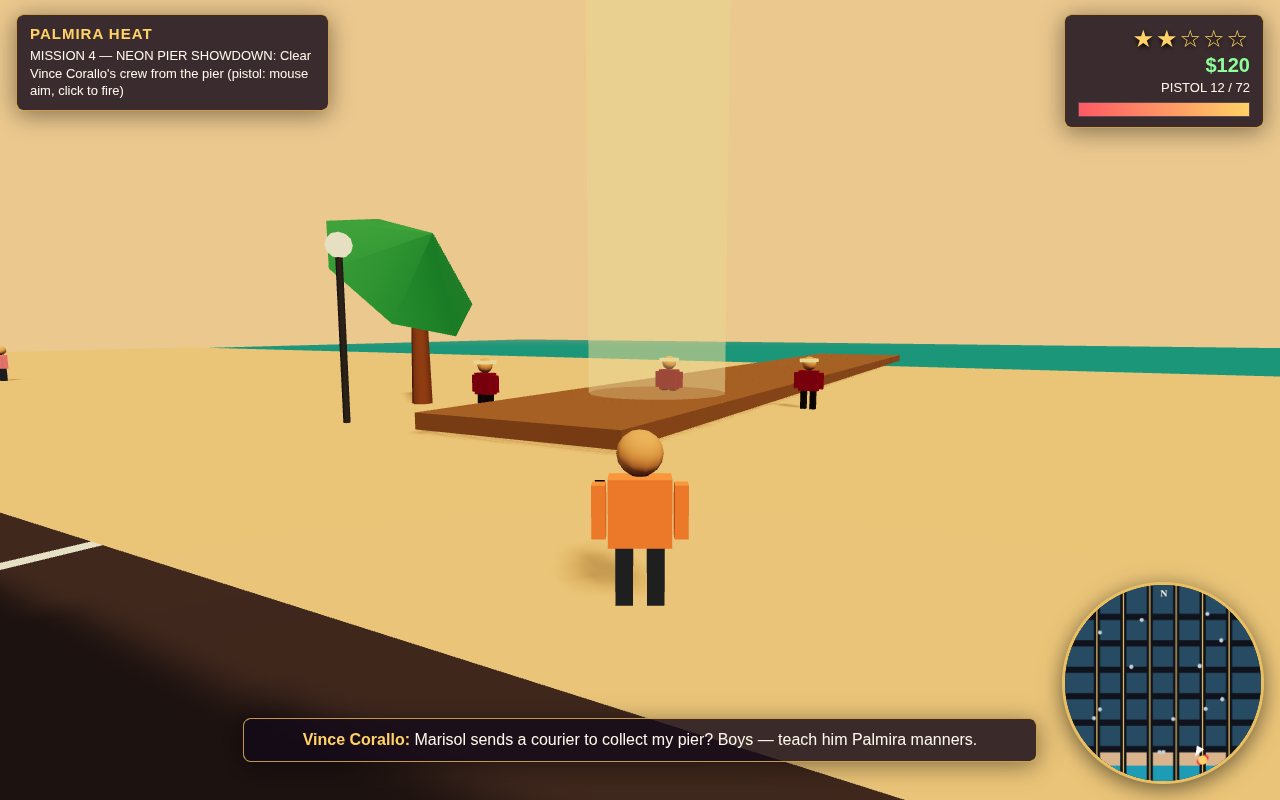 PALMIRA HEAT
MISSION 4 — NEON PIER SHOWDOWN: Clear
Vince Corallo's crew from the pier (pistol: mouse
aim, click to fire)
★★☆☆☆
$120
PISTOL 12 / 72
N
Vince Corallo: Marisol sends a courier to collect my pier? Boys — teach him Palmira manners.